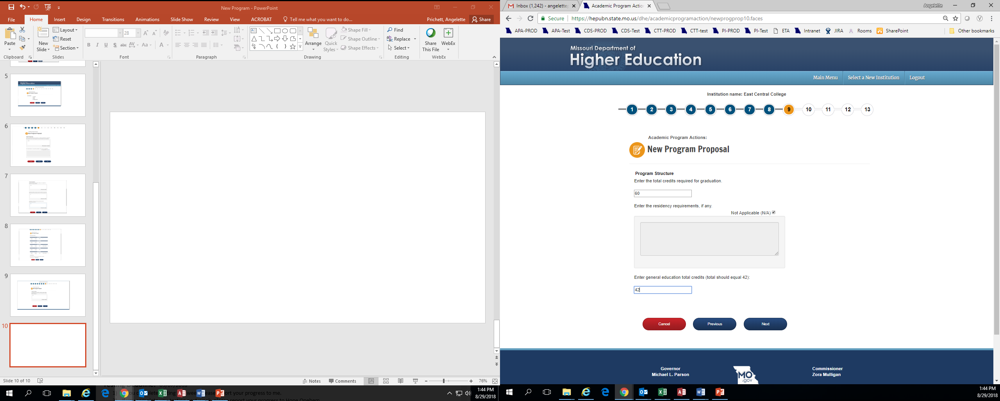 New Program - PowerPoint
File Home Insert Design Transitions Animations Slide Show Review View ACROBAT Tell me what you want to do... Prichett, Angelette Share
Paste
New Slide
Layout
Reset
Section
28
B I U S abc AV Aa A
Arrange
Quick Styles
Shape Fill
Shape Outline
Shape Effects
Find
Replace
Select
Share This File
WebEx
Clipboard Slides Font Paragraph Drawing Editing WebEx
5
6
7
8
9
10
Slide 10 of 10
Notes Comments 76%
1:44 PM
8/29/2018
Inbox (1,242) - angelettep
Academic Program Action
Angelette
Secure https://hepubn.state.mo.us/dhe/academicprogramaction/newprogprop10.faces
APA-PROD APA-Test CDS-PROD CDS-Test CTT-PROD CTT-test PI-PROD PI-Test ETA Intranet JIRA Rooms SharePoint Other bookmarks
Missouri Department of
Higher Education
Main Menu Select a New Institution Logout
Institution name: East Central College
1 2 3 4 5 6 7 8 9 10 11 12 13
Academic Program Actions:
New Program Proposal
Program Structure
Enter the total credits required for graduation.
60
Enter the residency requirements, if any.
Not Applicable (N/A)
Enter general education total credits (total should equal 42):
42
Cancel Previous Next
Governor
Michael L. Parson
MO
.gov
Commissioner
Zora Mulligan
1:44 PM
8/29/2018